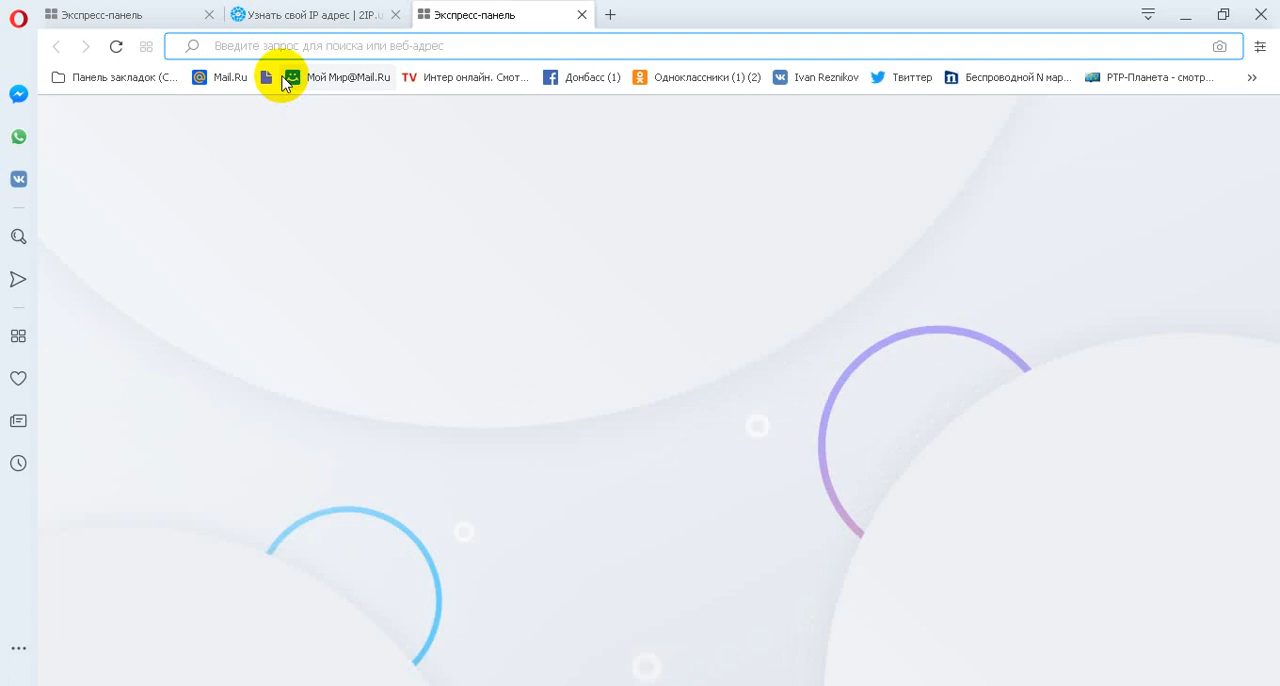 Экспресс-панель
Узнать свой IP адрес | 2IP.u
Экспресс-панель
Введите запрос для поиска или веб-адрес
Панель закладок (С...
Mail.Ru
Мой Мир@Mail.Ru
TV Интер онлайн. Смот...
Донбасс (1)
Одноклассники (1) (2)
Ivan Reznikov
Твиттер
Беспроводной N мар...
РТР-Планета - смотр...